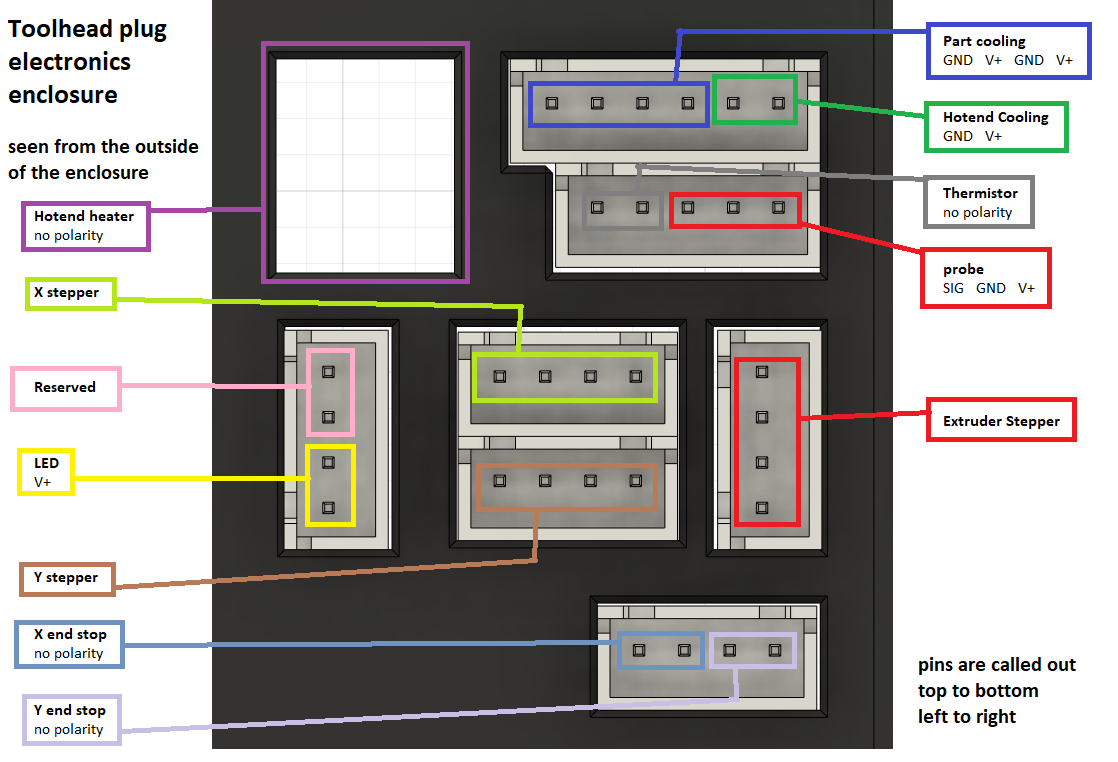 Toolhead plug
electronics
enclosure
seen from the outside
of the enclosure
Hotend heater
no polarity
X stepper
Reserved
LED
V+
Y stepper
X end stop
no polarity
Y end stop
no polarity
Part cooling
GND V+ GND V+
Hotend Cooling
GND V+
Thermistor
no polarity
probe
SIG GND V+
Extruder Stepper
pins are called out
top to bottom
left to right